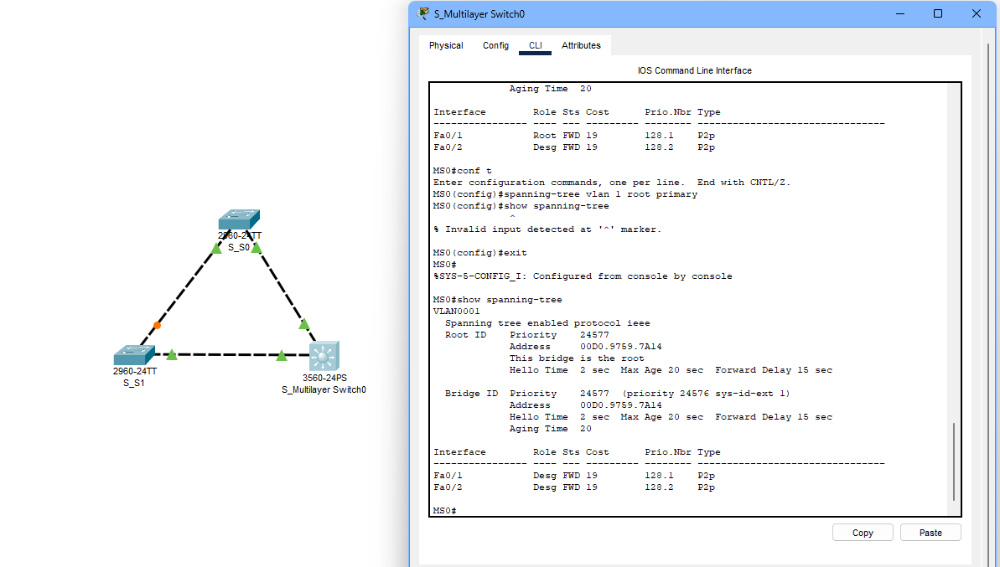 S_Multilayer Switch0
Physical Config CLI Attributes
IOS Command Line Interface
Aging Time 20
Interface Role Sts Cost Prio.Nbr Type
---------------- ---- --- --------- -------- --------------------------------
Fa0/1 Root FWD 19 128.1 P2p
Fa0/2 Desg FWD 19 128.2 P2p
MS0#conf t
Enter configuration commands, one per line. End with CNTL/Z.
MS0(config)#spanning-tree vlan 1 root primary
MS0(config)#show spanning-tree
^
% Invalid input detected at '^' marker.
MS0(config)#exit
MS0#
%SYS-5-CONFIG_I: Configured from console by console
MS0#show spanning-tree
VLAN0001
Spanning tree enabled protocol ieee
Root ID Priority 24577
Address 00D0.9759.7A14
This bridge is the root
Hello Time 2 sec Max Age 20 sec Forward Delay 15 sec
Bridge ID Priority 24577 (priority 24576 sys-id-ext 1)
Address 00D0.9759.7A14
Hello Time 2 sec Max Age 20 sec Forward Delay 15 sec
Aging Time 20
Interface Role Sts Cost Prio.Nbr Type
---------------- ---- --- --------- -------- --------------------------------
Fa0/1 Desg FWD 19 128.1 P2p
Fa0/2 Desg FWD 19 128.2 P2p
MS0#
Copy Paste
2960-24TT
S_S0
2960-24TT
S_S1
3560-24PS
S_Multilayer Switch0